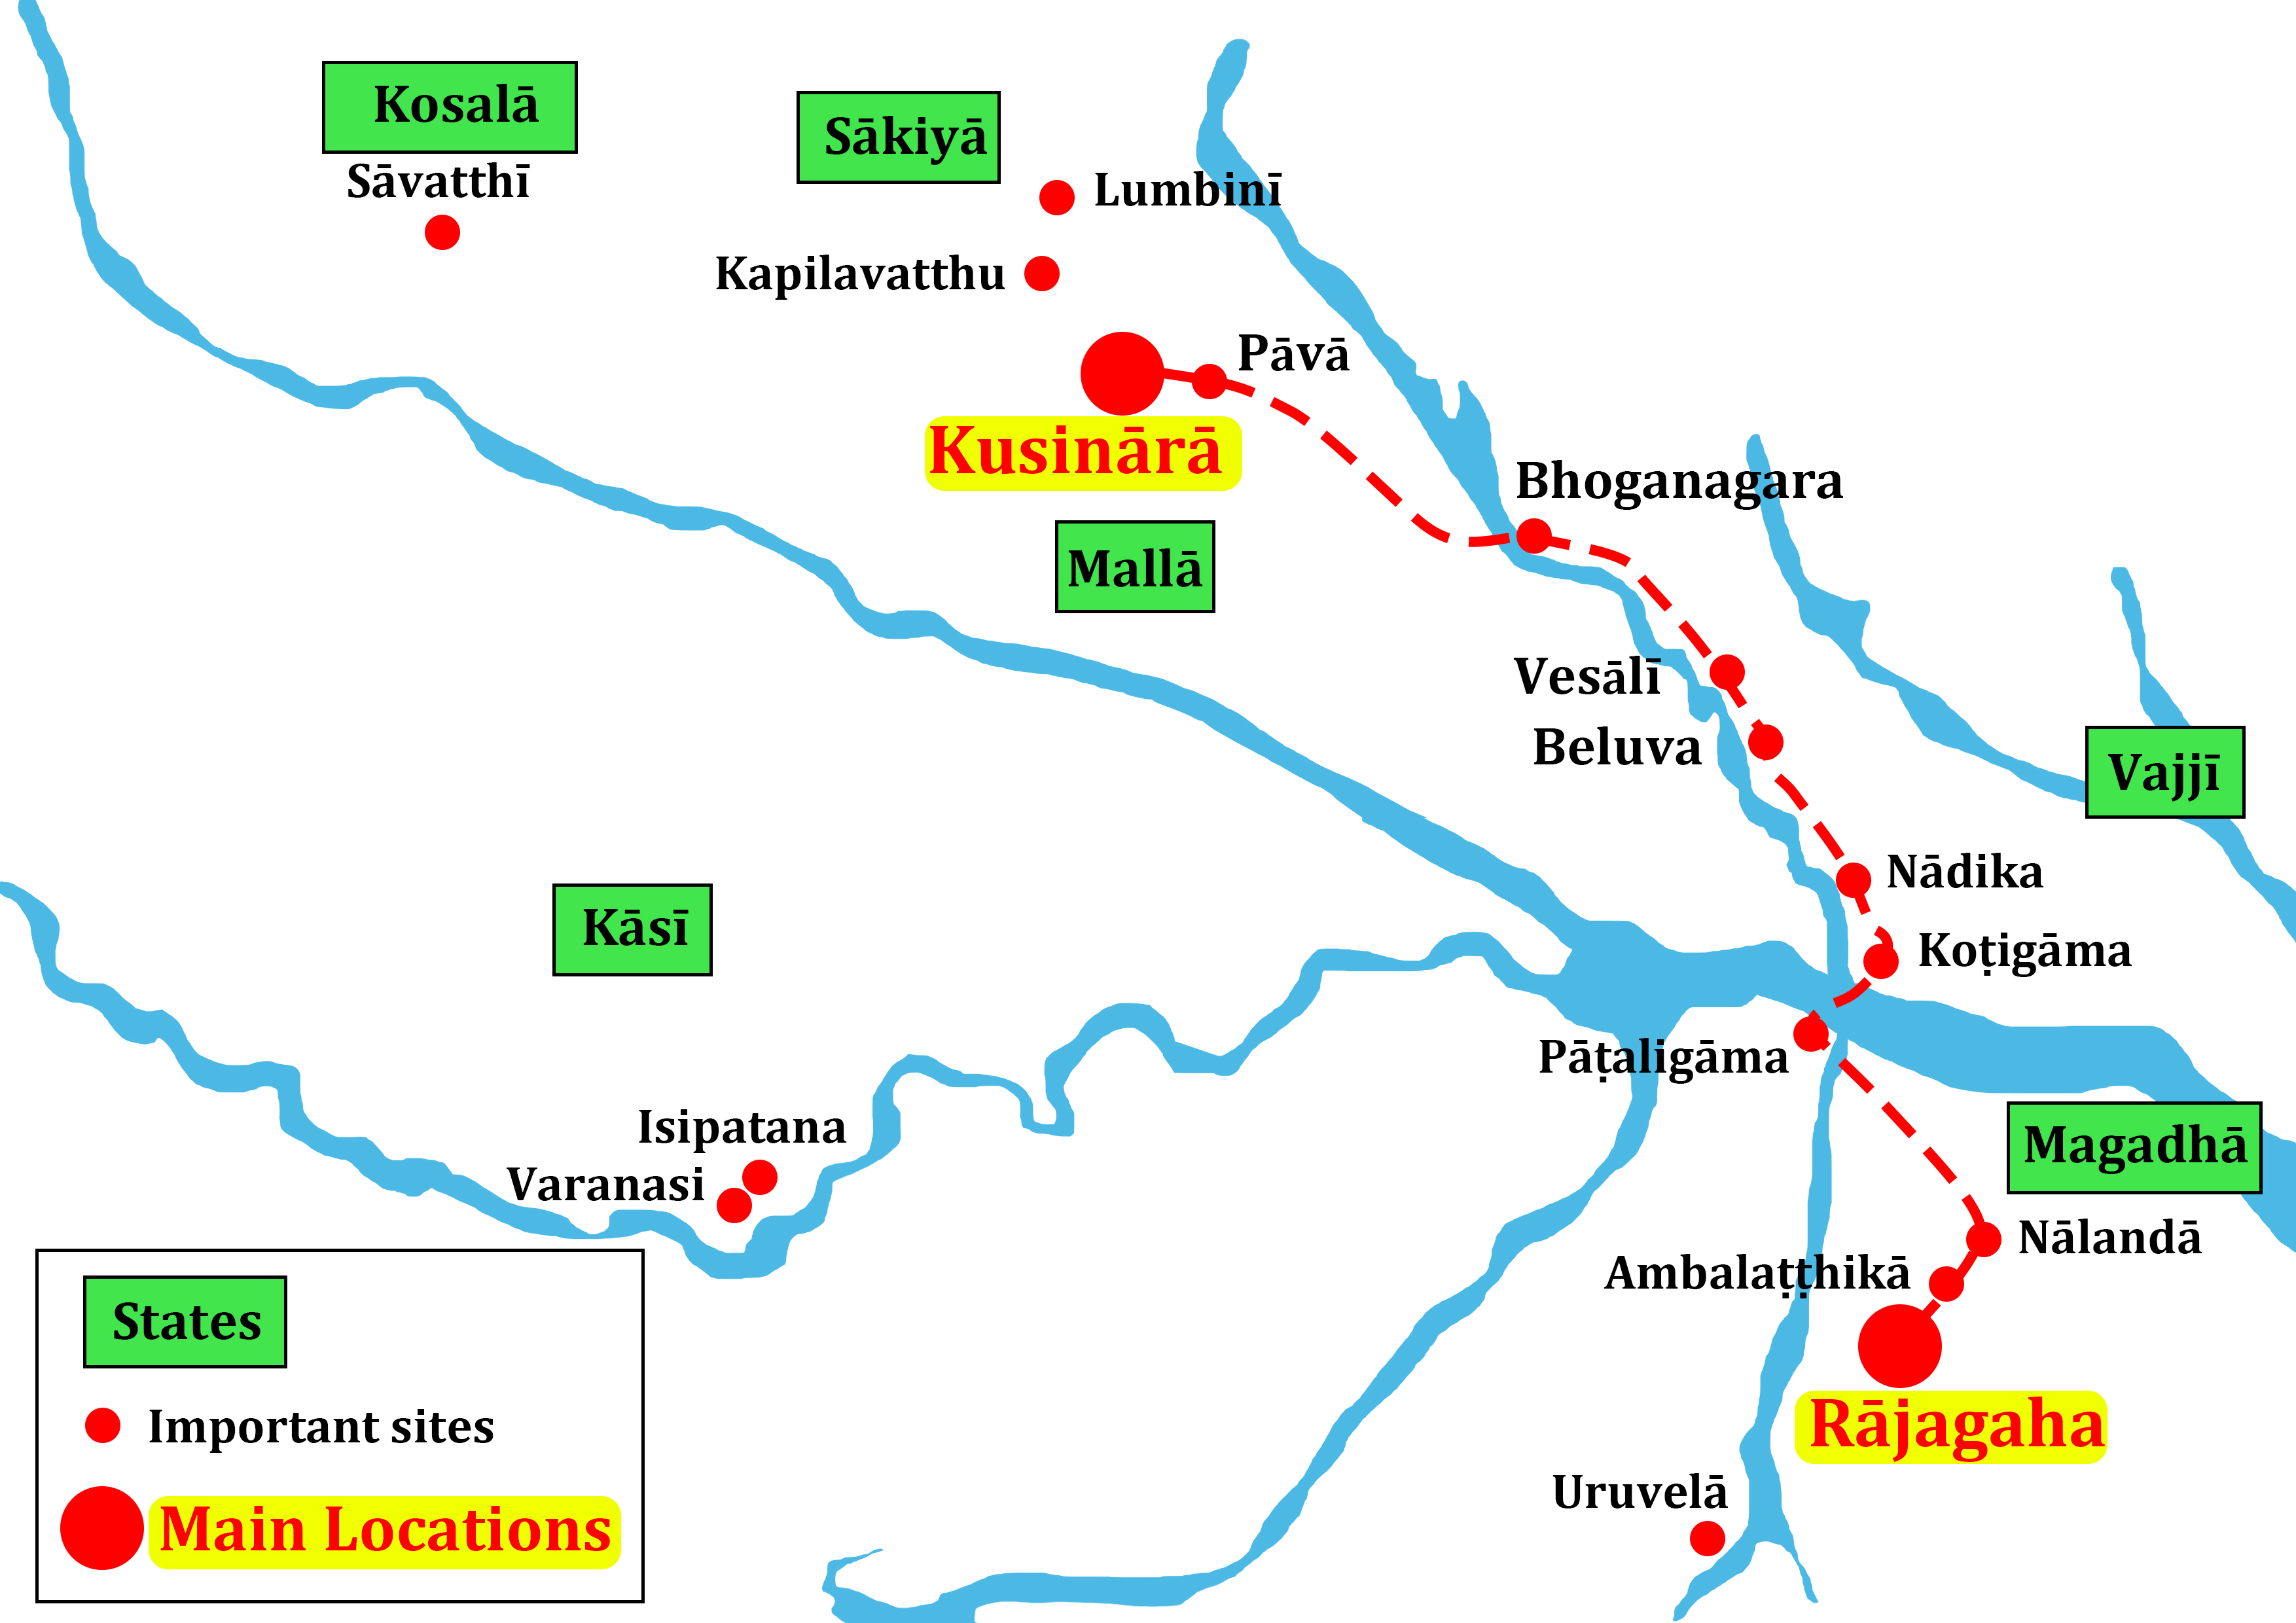 Kosalā
Sāvatthī
Sākiyā
Lumbinī
Kapilavatthu
Pāvā
Kusinārā
Bhoganagara
Mallā
Vesālī
Beluva
Vajjī
Nādika
Kāsī
Koṭigāma
Pāṭaligāma
Isipatana
Varanasi
Magadhā
Nālandā
Ambalaṭṭhikā
Rājagaha
Uruvelā
States
Important sites
Main Locations